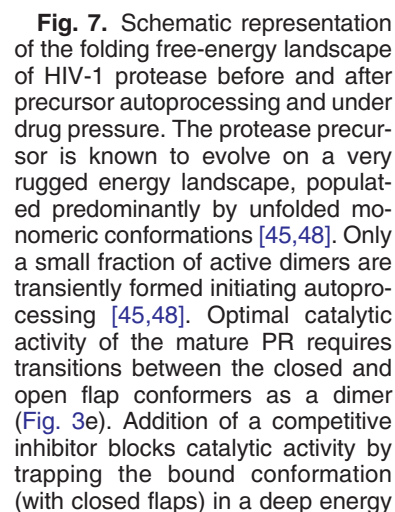 Fig. 7. Schematic representation
of the folding free-energy landscape
of HIV-1 protease before and after
precursor autoprocessing and under
drug pressure. The protease precur-
sor is known to evolve on a very
rugged energy landscape, populat-
ed predominantly by unfolded mo-
nomeric conformations [45,48]. Only
a small fraction of active dimers are
transiently formed initiating autopro-
cessing [45,48]. Optimal catalytic
activity of the mature PR requires
transitions between the closed and
open flap conformers as a dimer
(Fig. 3e). Addition of a competitive
inhibitor blocks catalytic activity by
trapping the bound conformation
(with closed flaps) in a deep energy